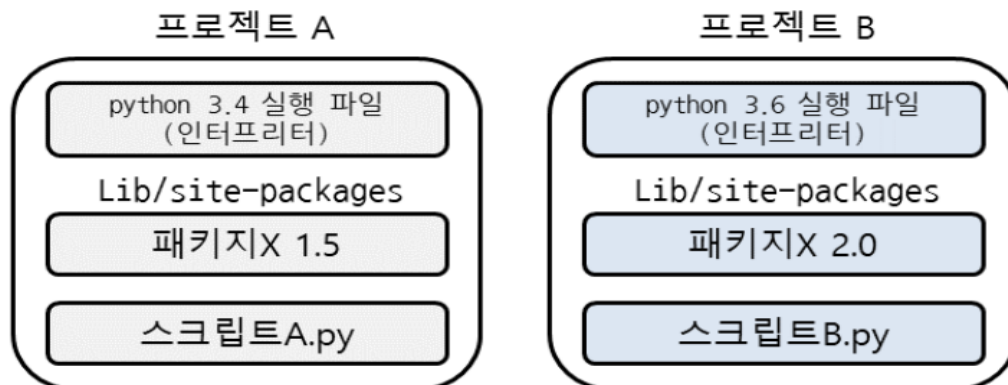 프로젝트 A
python 3.4 실행 파일
(인터프리터)
Lib/site-packages
패키지X 1.5
스크립트A.py
프로젝트 B
python 3.6 실행 파일
(인터프리터)
Lib/site-packages
패키지X 2.0
스크립트B.py